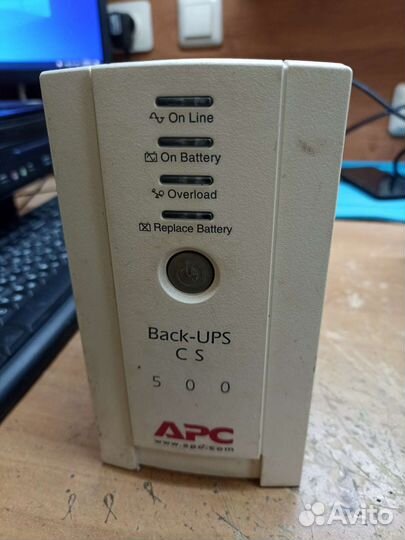 On Line
On Battery
Overload
Replace Battery
Back-UPS
CS
500
APC
www.apc.com
Avito